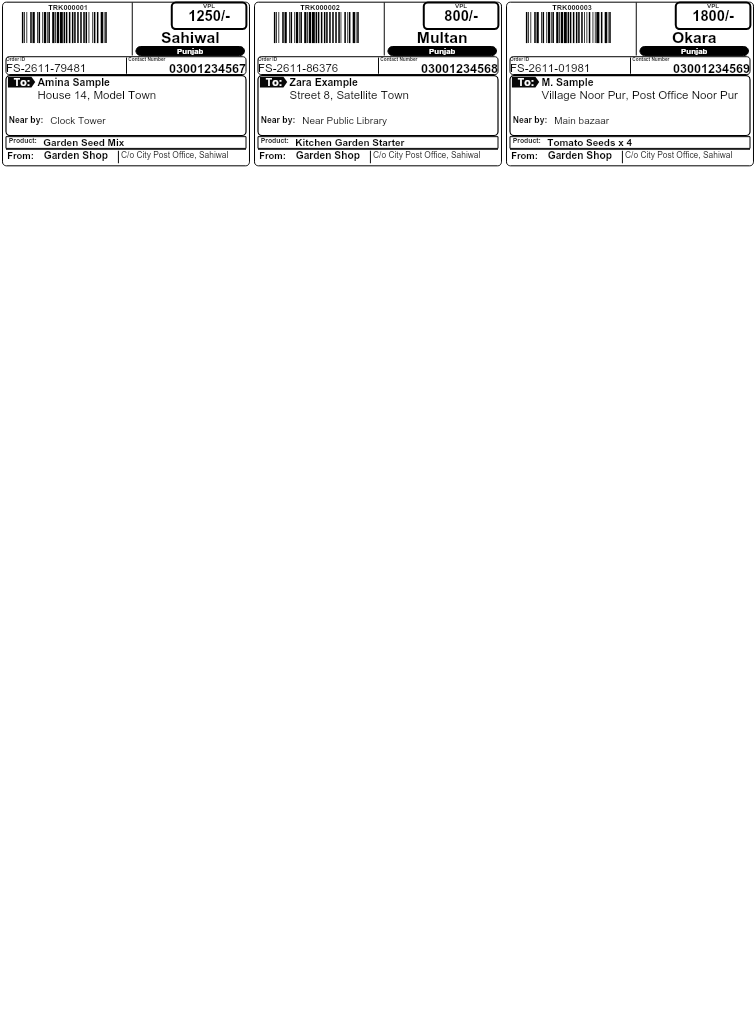 TRK000001
VPL
1250/-
Sahiwal
Punjab
Order ID
FS-2611-79481
Contact Number
03001234567
To: Amina Sample
House 14, Model Town
Near by: Clock Tower
Product: Garden Seed Mix
From: Garden Shop C/o City Post Office, Sahiwal
TRK000002
VPL
800/-
Multan
Punjab
Order ID
FS-2611-86376
Contact Number
03001234568
To: Zara Example
Street 8, Satellite Town
Near by: Near Public Library
Product: Kitchen Garden Starter
From: Garden Shop C/o City Post Office, Sahiwal
TRK000003
VPL
1800/-
Okara
Punjab
Order ID
FS-2611-01981
Contact Number
03001234569
To: M. Sample
Village Noor Pur, Post Office Noor Pur
Near by: Main bazaar
Product: Tomato Seeds x 4
From: Garden Shop C/o City Post Office, Sahiwal